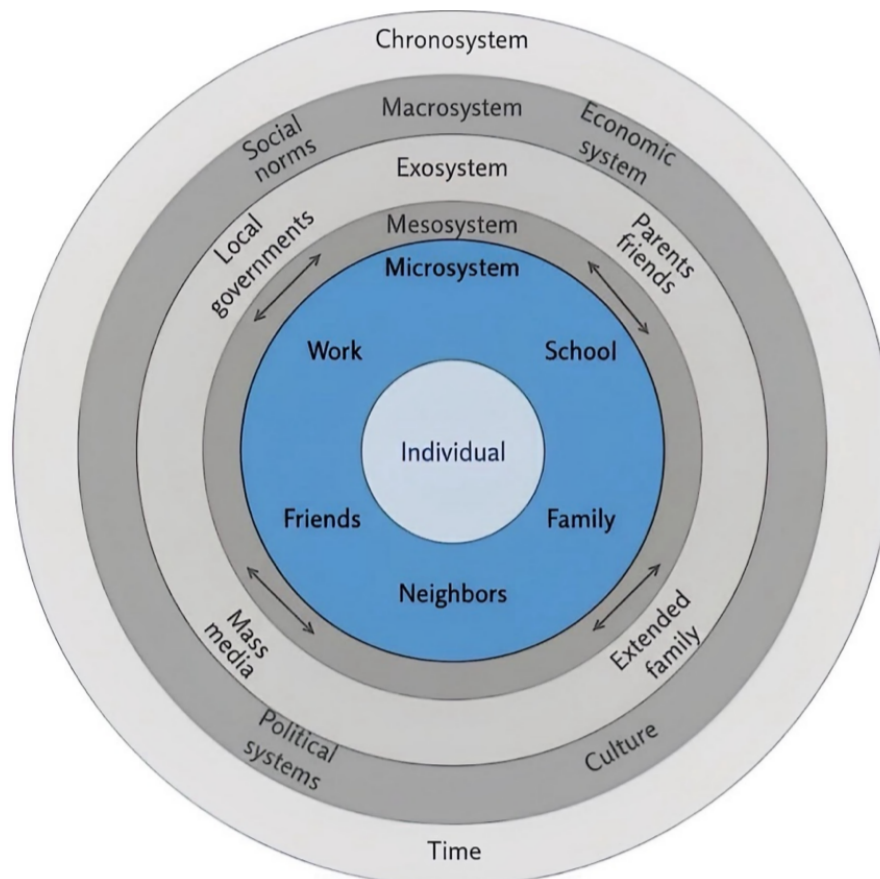 Chronosystem
Macrosystem
Social
norms
Economic
system
Exosystem
Local
governments
Parents
friends
Mesosystem
Microsystem
Work
School
Individual
Friends
Family
Neighbors
Mass
media
Extended
family
Political
systems
Culture
Time